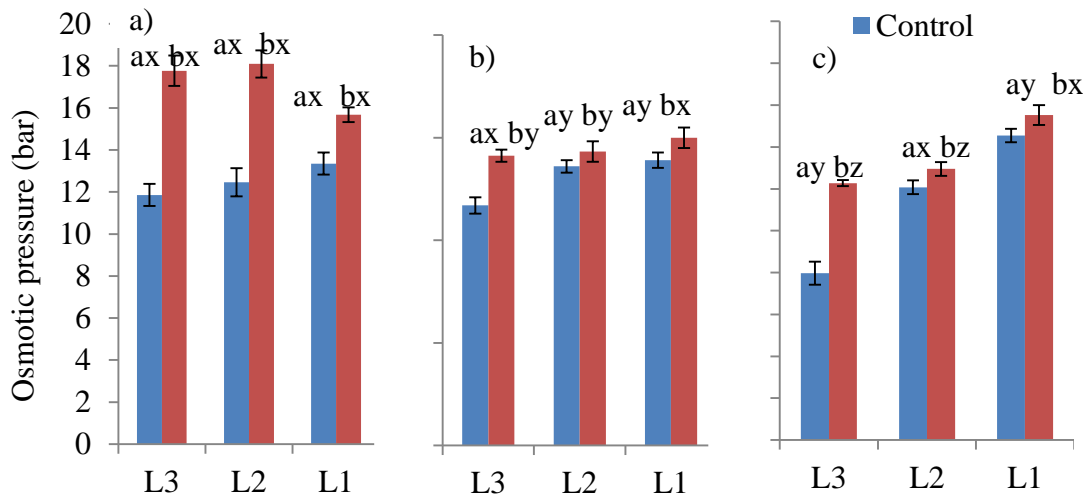 Osmotic pressure (bar)
20
18
16
14
12
10
8
6
4
2
0
a)
ax bx
ax bx
ax bx
L3
L2
L1
b)
ax by
ay by
ay bx
L3
L2
L1
Control
c)
ay bz
ax bz
ay bx
L3
L2
L1